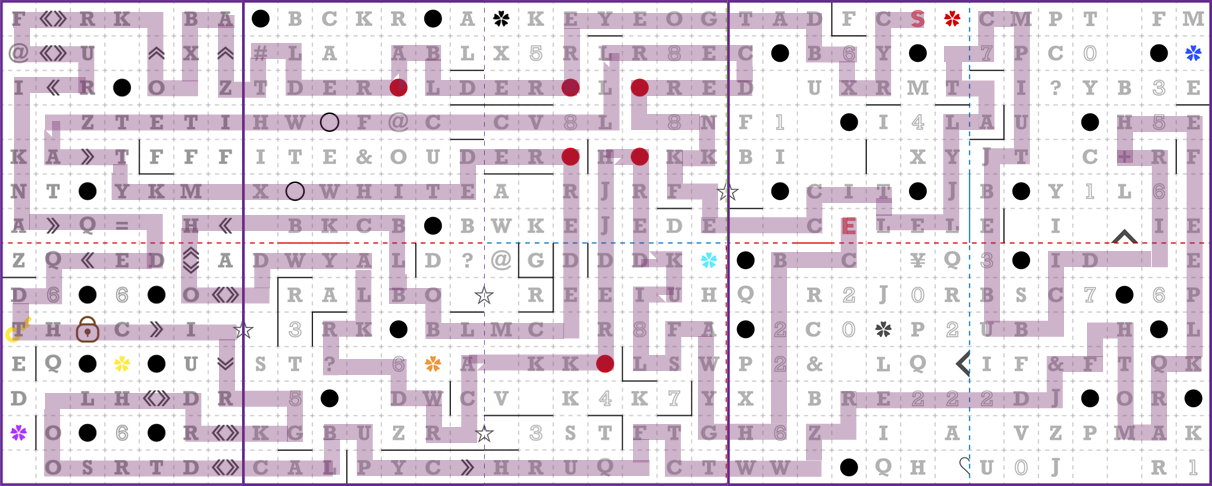 F R K B A B C K R A K E Y E O G T A D F C S C M P T F M
@ U # L A A B L X 5 R L R 8 E C B 6 Y 7 P C 0
I R O Z T D E R L D E R L R E D U X R M T I ? Y B 3 E
Z T E T I H W F @ C C V 8 L 8 N F 1 I 4 L A U H 5 E
K A T F F F I T E & O U D E R H K K B I X Y J T C + R F
N T Y K M X W H I T E A R J R F C I T J B Y 1 L 6 I
A Q = H B K C B B W K E J E D E C E L E L E I I E
Z Q E D A D W Y A L D ? @ G D D D K B C ¥ Q 3 I D E
D 6 6 O R A L B O R E E I U H Q R 2 J 0 R B S C 7 6 P
T H C I 3 R K B L M C R 8 F A 2 C 0 P 2 U B H L
E Q U S T ? 6 A K K L S W P 2 & L Q I F & F T Q K
D L H D R 5 D W C V K 4 K 7 Y X B R E 2 2 2 D J O R
O 6 R K G B U Z R 3 S T F T G H 6 Z I A V Z P M A K
O S R T D C A L P Y C H R U Q C T W W Q H U 0 J R 1